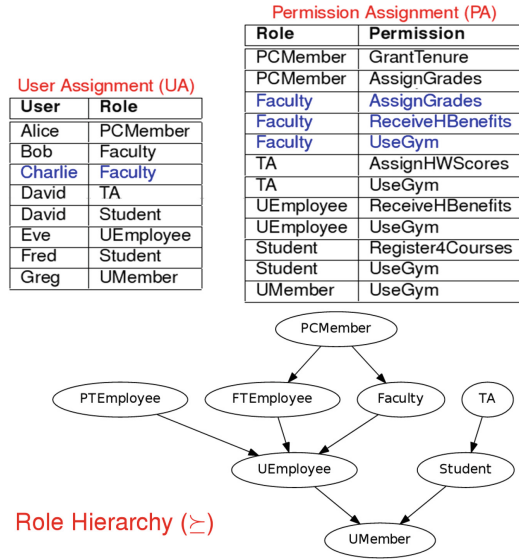 Permission Assignment (PA)
Role Permission
PCMember GrantTenure
PCMember AssignGrades
Faculty AssignGrades
Faculty ReceiveHBenefits
Faculty UseGym
TA AssignHWScores
TA UseGym
UEmployee ReceiveHBenefits
UEmployee UseGym
Student Register4Courses
Student UseGym
UMember UseGym
User Assignment (UA)
User Role
Alice PCMember
Bob Faculty
Charlie Faculty
David TA
David Student
Eve UEmployee
Fred Student
Greg UMember
PCMember
PTEmployee FTEmployee Faculty TA
UEmployee Student
UMember
Role Hierarchy (⪰)